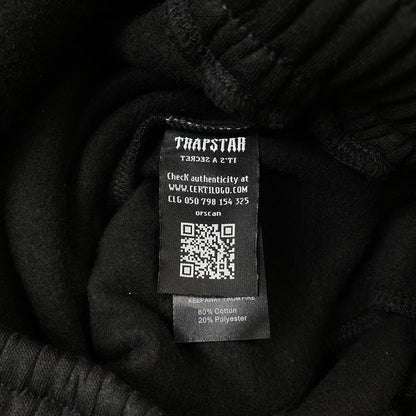 TRAPSTAR
IT'S A SECRET
Check authenticity at
WWW.CERTILOGO.COM
CLG 050 798 154 325
orscan
KEEP AWAY FROM FIRE
80% Cotton
20% Polyester